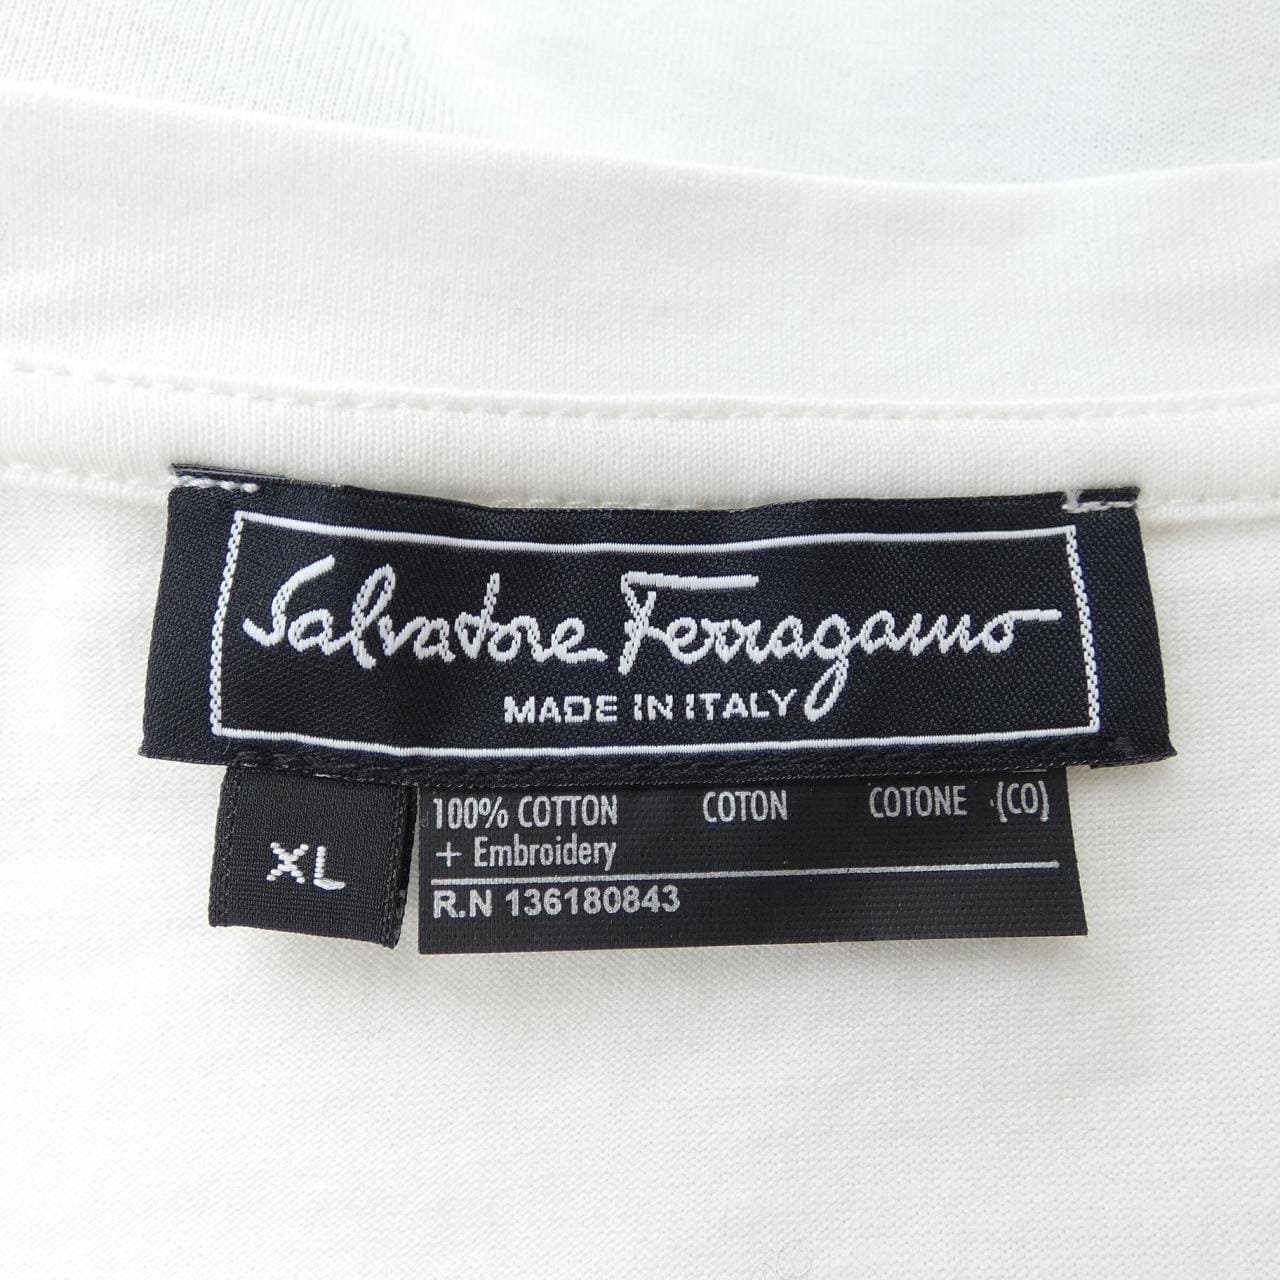 Salvatore Ferragamo
MADE IN ITALY
XL
100% COTTON COTON COTONE (CO)
+ Embroidery
R.N 136180843